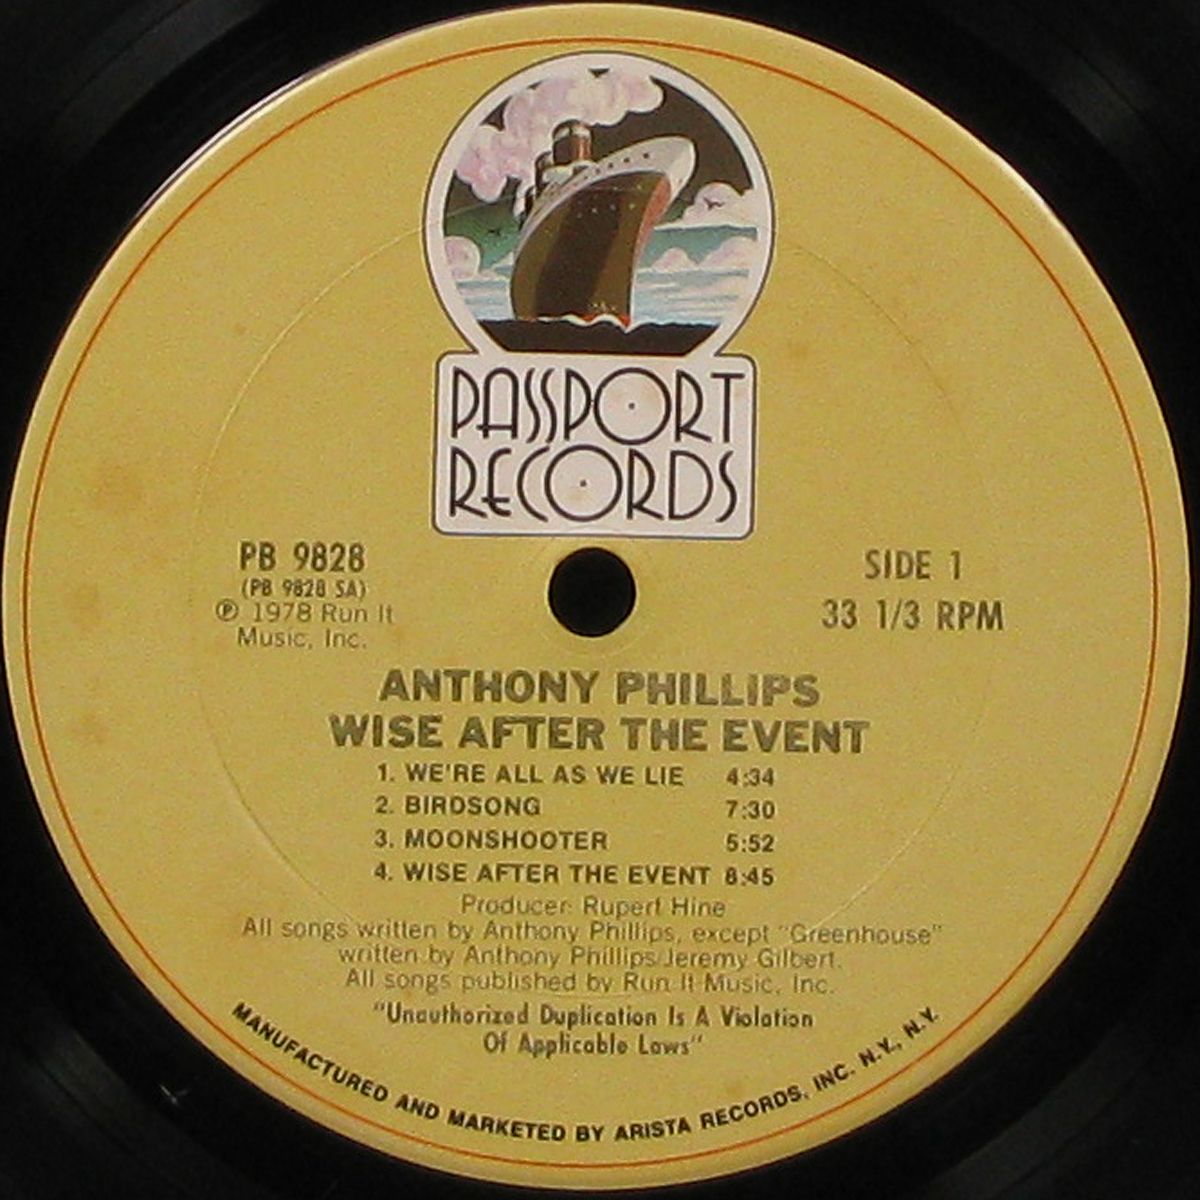 PASSPORT
RECORDS
PB 9828
(PB 9828 SA)
℗ 1978 Run It
Music, Inc.
SIDE 1
33 1/3 RPM
ANTHONY PHILLIPS
WISE AFTER THE EVENT
1. WE'RE ALL AS WE LIE 4:34
2. BIRDSONG 7:30
3. MOONSHOOTER 5:52
4. WISE AFTER THE EVENT 8:45
Producer: Rupert Hine
All songs written by Anthony Phillips, except "Greenhouse"
written by Anthony Phillips/Jeremy Gilbert.
All songs published by Run It Music, Inc.
"Unauthorized Duplication Is A Violation
Of Applicable Laws"
MANUFACTURED AND MARKETED BY ARISTA RECORDS, INC. N.Y., N.Y.